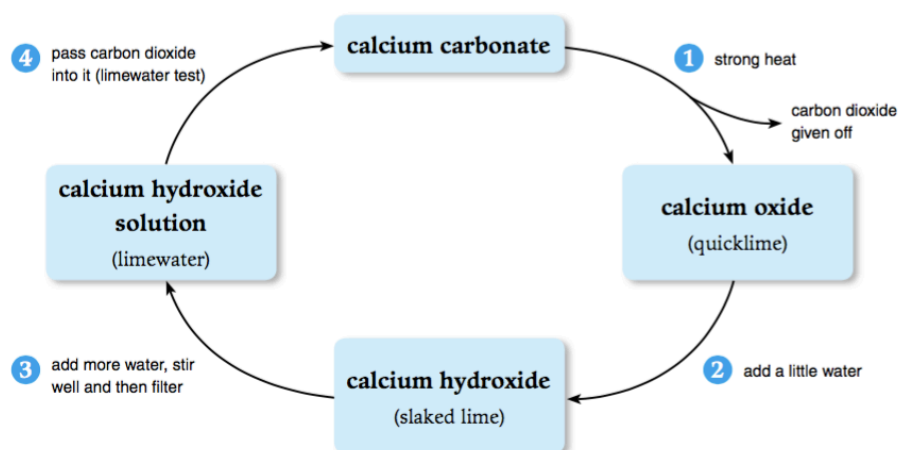 calcium carbonate
1 strong heat
carbon dioxide
given off
calcium oxide
(quicklime)
2 add a little water
calcium hydroxide
(slaked lime)
3 add more water, stir
well and then filter
calcium hydroxide
solution
(limewater)
4 pass carbon dioxide
into it (limewater test)